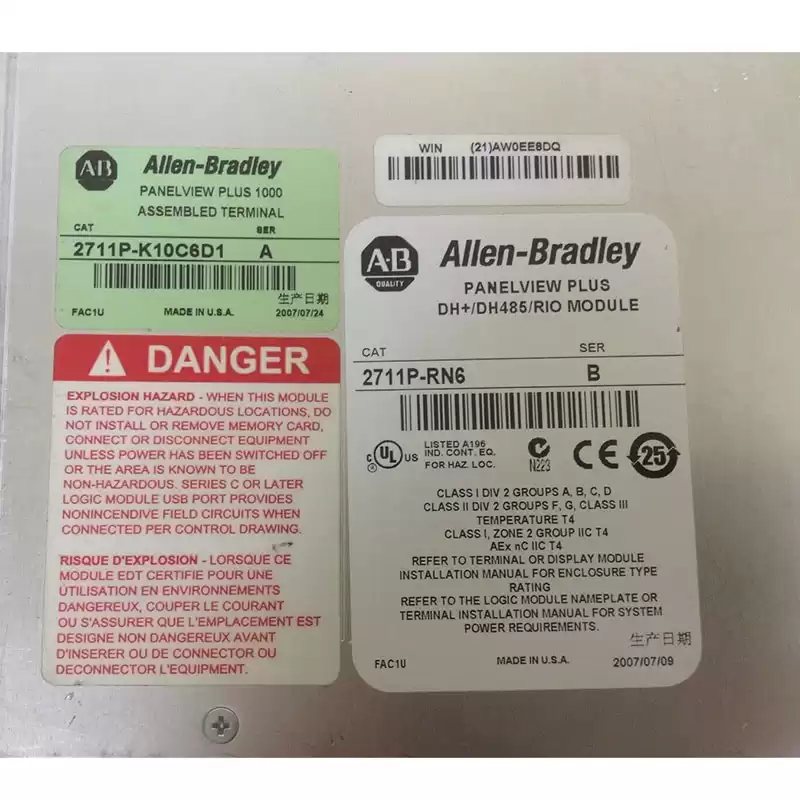 AB Allen-Bradley
PANELVIEW PLUS 1000
ASSEMBLED TERMINAL
CAT SER
2711P-K10C6D1 A
生产日期
FAC1U MADE IN U.S.A. 2007/07/24
DANGER
EXPLOSION HAZARD - WHEN THIS MODULE
IS RATED FOR HAZARDOUS LOCATIONS, DO
NOT INSTALL OR REMOVE MEMORY CARD,
CONNECT OR DISCONNECT EQUIPMENT
UNLESS POWER HAS BEEN SWITCHED OFF
OR THE AREA IS KNOWN TO BE
NON-HAZARDOUS. SERIES C OR LATER
LOGIC MODULE USB PORT PROVIDES
NONINCENDIVE FIELD CIRCUITS WHEN
CONNECTED PER CONTROL DRAWING.
RISQUE D'EXPLOSION - LORSQUE CE
MODULE EDT CERTIFIE POUR UNE
UTILISATION EN ENVIRONNEMENTS
DANGEREUX, COUPER LE COURANT
OU S'ASSURER QUE L'EMPLACEMENT EST
DESIGNE NON DANGEREUX AVANT
D'INSERER OU DE CONNECTOR OU
DECONNECTOR L'EQUIPMENT.
WIN (21)AW0EE8DQ
A-B QUALITY
Allen-Bradley
PANELVIEW PLUS
DH+/DH485/RIO MODULE
CAT SER
2711P-RN6 B
C UL US LISTED A196
IND. CONT. EQ.
FOR HAZ. LOC.
N223
CE
25
CLASS I DIV 2 GROUPS A, B, C, D
CLASS II DIV 2 GROUPS F, G, CLASS III
TEMPERATURE T4
CLASS I, ZONE 2 GROUP IIC T4
AEx nC IIC T4
REFER TO TERMINAL OR DISPLAY MODULE
INSTALLATION MANUAL FOR ENCLOSURE TYPE
RATING
REFER TO THE LOGIC MODULE NAMEPLATE OR
TERMINAL INSTALLATION MANUAL FOR SYSTEM
POWER REQUIREMENTS.
生产日期
FAC1U MADE IN U.S.A. 2007/07/09